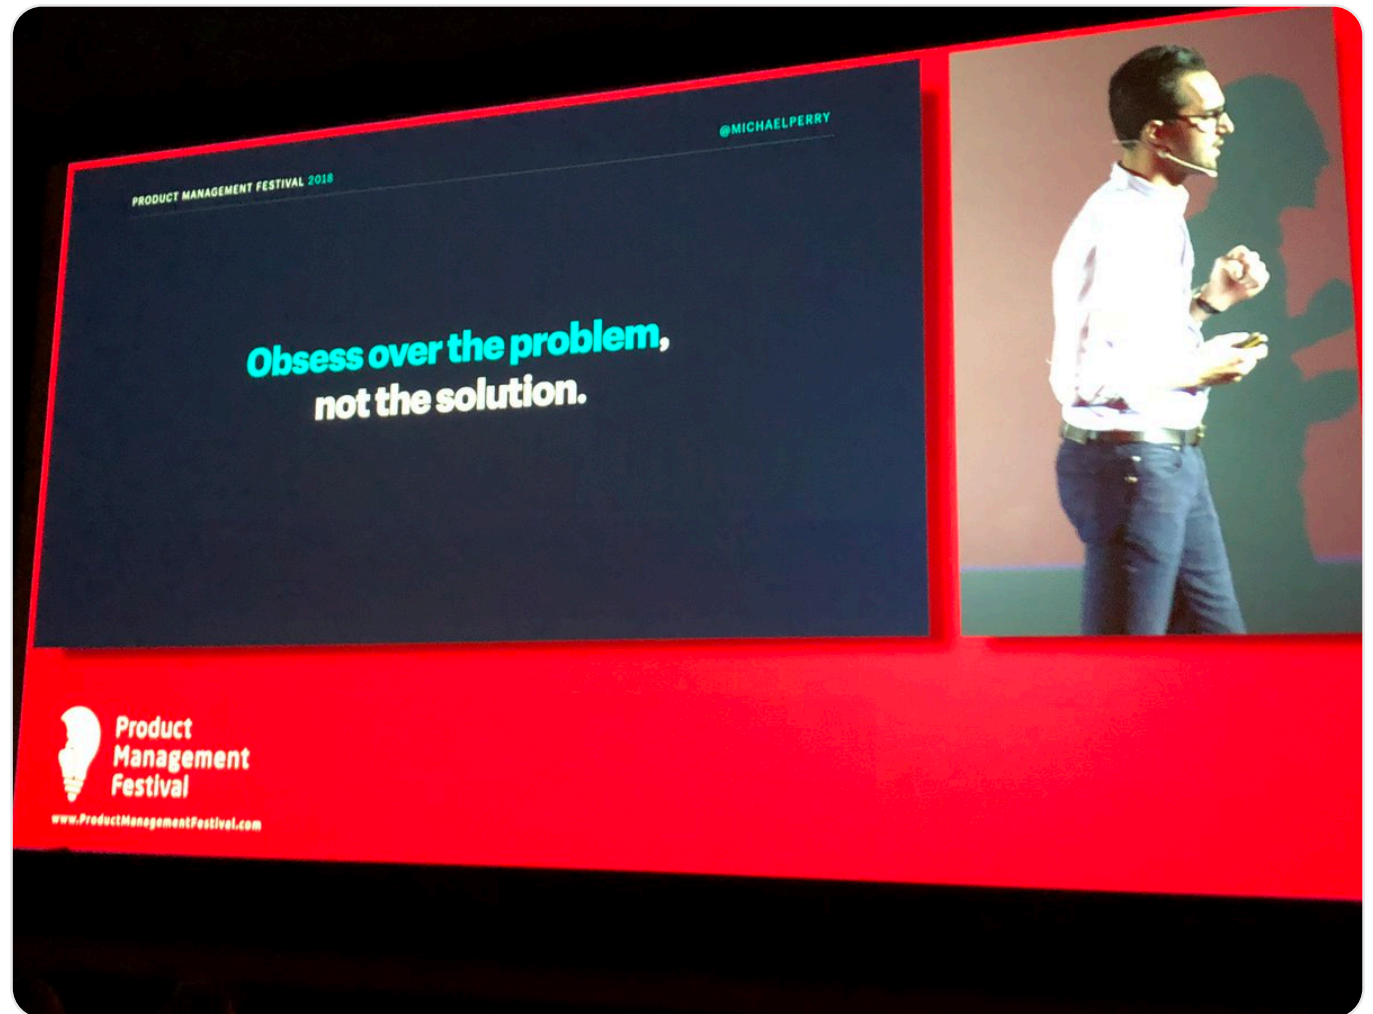 PRODUCT MANAGEMENT FESTIVAL 2018
@MICHAELPERRY
Obsess over the problem,
not the solution.
Product
Management
Festival
www.ProductManagementFestival.com